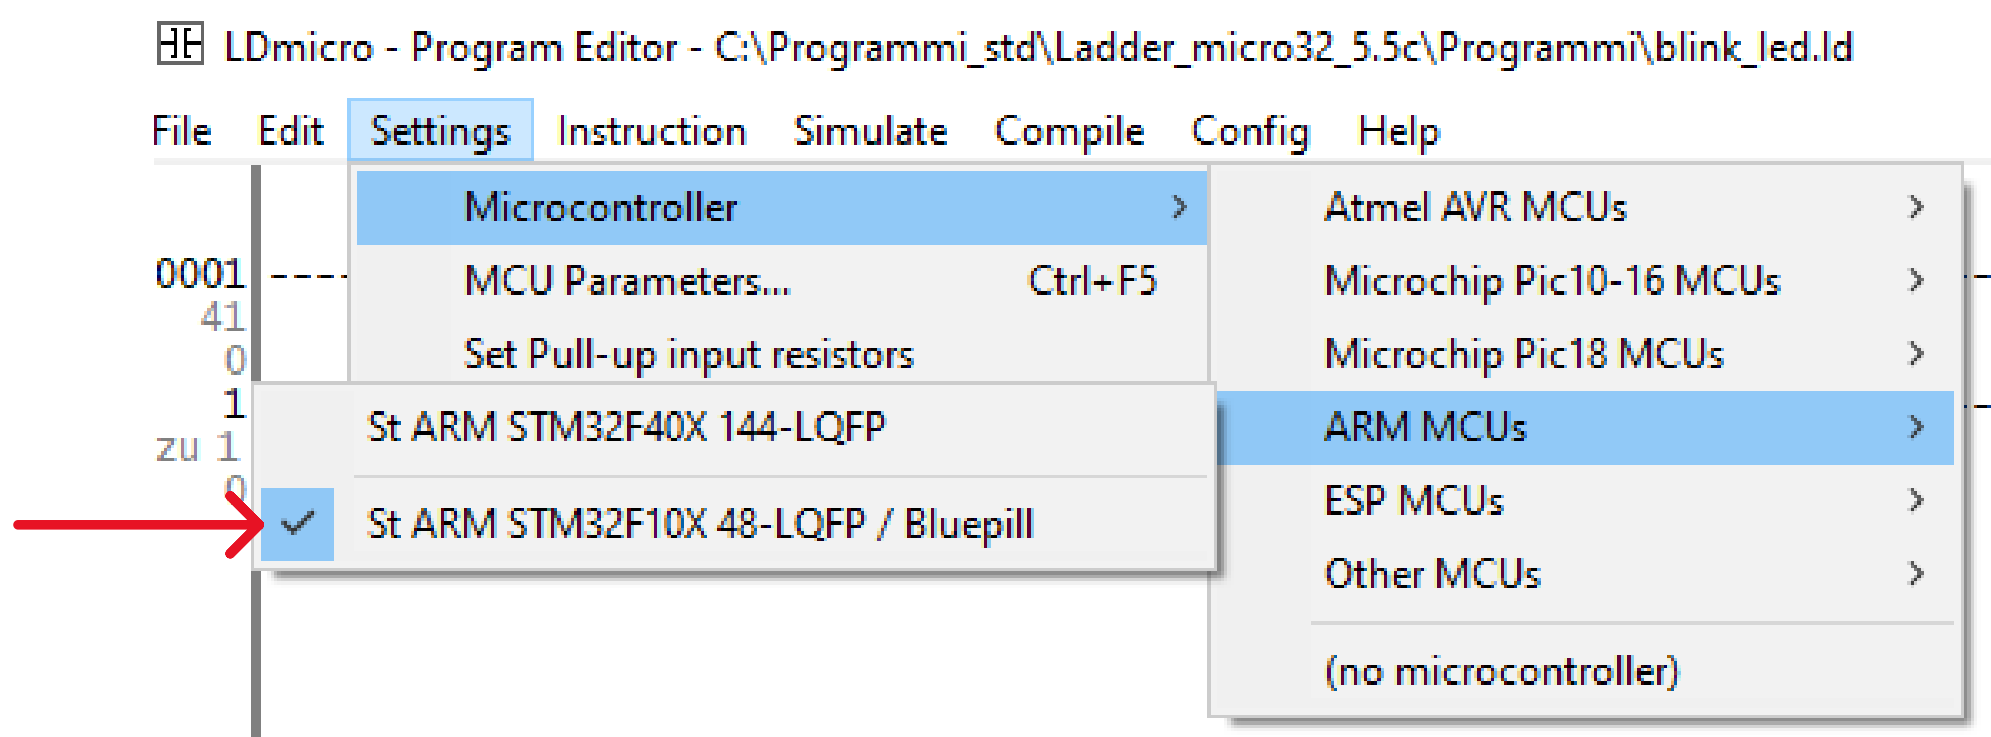 LDmicro - Program Editor - C:\Programmi_std\Ladder_micro32_5.5c\Programmi\blink_led.ld
File Edit Settings Instruction Simulate Compile Config Help
Microcontroller
MCU Parameters... Ctrl+F5
Set Pull-up input resistors
Atmel AVR MCUs
Microchip Pic10-16 MCUs
Microchip Pic18 MCUs
ARM MCUs
ESP MCUs
Other MCUs
(no microcontroller)
St ARM STM32F40X 144-LQFP
St ARM STM32F10X 48-LQFP / Bluepill
0001 ----
41
0
1
zu 1
0